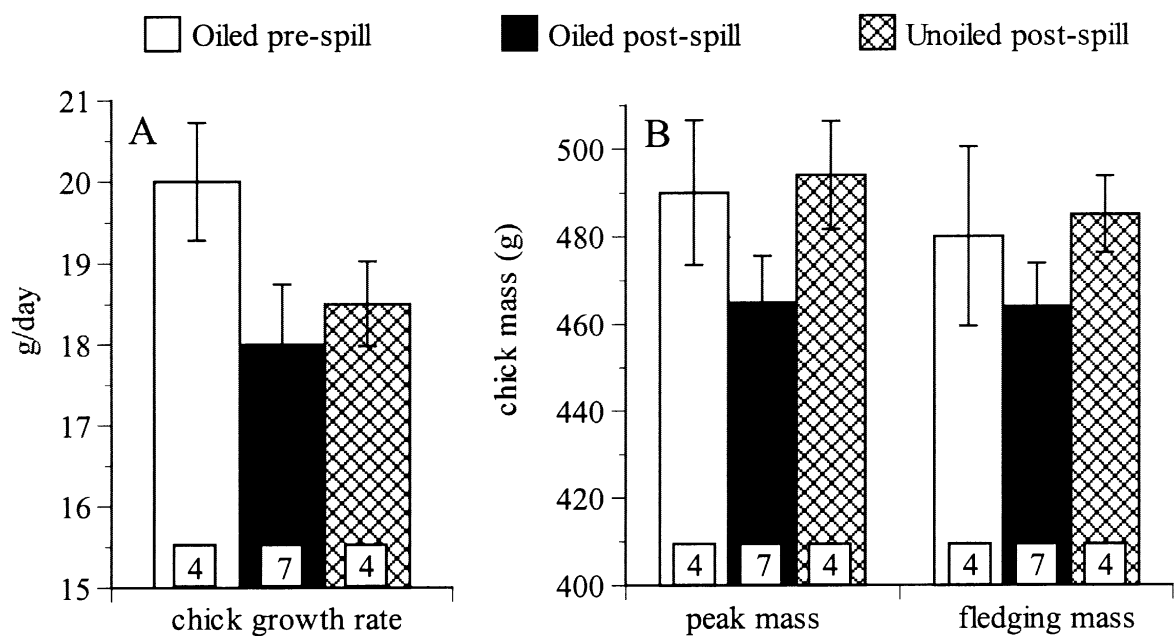 Oiled pre-spill Oiled post-spill Unoiled post-spill
A
g/day
21
20
19
18
17
16
15
4 7 4
chick growth rate
B
chick mass (g)
500
480
460
440
420
400
4 7 4 4 7 4
peak mass fledging mass